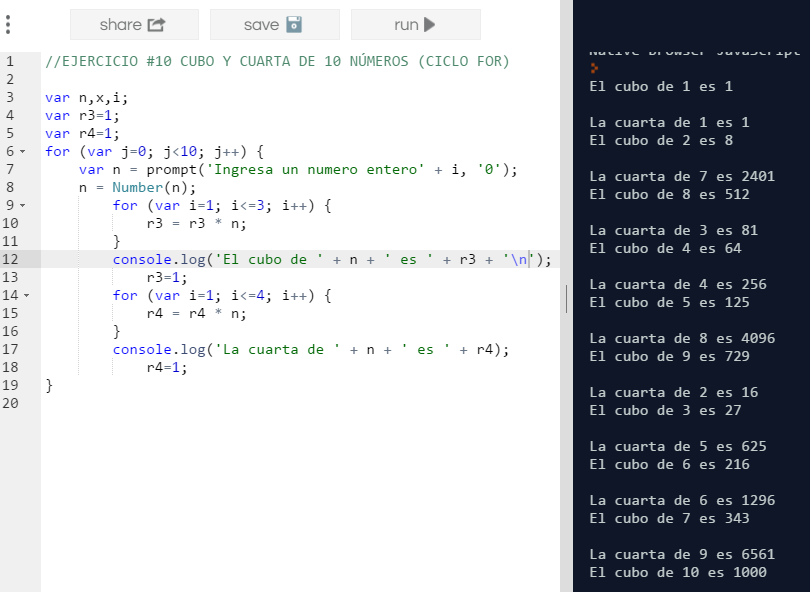 share
save
run
1 //EJERCICIO #10 CUBO Y CUARTA DE 10 NÚMEROS (CICLO FOR)
2
3 var n,x,i;
4 var r3=1;
5 var r4=1;
6 for (var j=0; j<10; j++) {
7     var n = prompt('Ingresa un numero entero' + i, '0');
8     n = Number(n);
9         for (var i=1; i<=3; i++) {
10             r3 = r3 * n;
11         }
12         console.log('El cubo de ' + n + ' es ' + r3 + '\n');
13             r3=1;
14         for (var i=1; i<=4; i++) {
15             r4 = r4 * n;
16         }
17         console.log('La cuarta de ' + n + ' es ' + r4);
18             r4=1;
19 }
20
Native Browser JavaScript
>
El cubo de 1 es 1
La cuarta de 1 es 1
El cubo de 2 es 8
La cuarta de 7 es 2401
El cubo de 8 es 512
La cuarta de 3 es 81
El cubo de 4 es 64
La cuarta de 4 es 256
El cubo de 5 es 125
La cuarta de 8 es 4096
El cubo de 9 es 729
La cuarta de 2 es 16
El cubo de 3 es 27
La cuarta de 5 es 625
El cubo de 6 es 216
La cuarta de 6 es 1296
El cubo de 7 es 343
La cuarta de 9 es 6561
El cubo de 10 es 1000